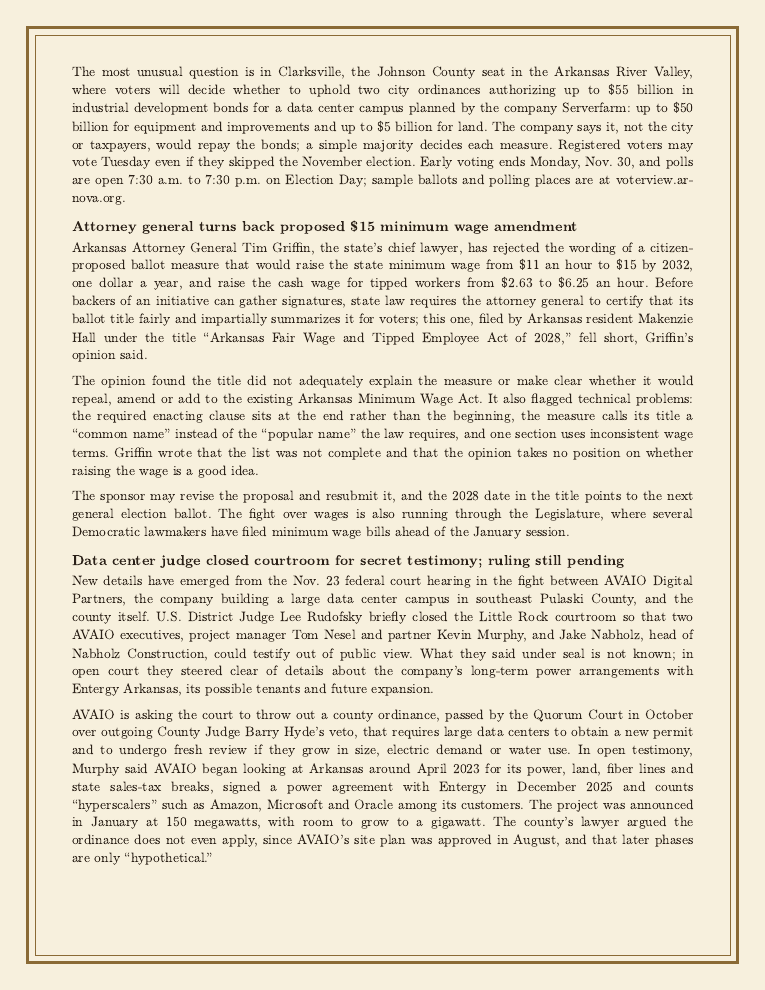 The most unusual question is in Clarksville, the Johnson County seat in the Arkansas River Valley,
where voters will decide whether to uphold two city ordinances authorizing up to $55 billion in
industrial development bonds for a data center campus planned by the company Serverfarm: up to $50
billion for equipment and improvements and up to $5 billion for land. The company says it, not the city
or taxpayers, would repay the bonds; a simple majority decides each measure. Registered voters may
vote Tuesday even if they skipped the November election. Early voting ends Monday, Nov. 30, and polls
are open 7:30 a.m. to 7:30 p.m. on Election Day; sample ballots and polling places are at voterview.ar-
nova.org.
Attorney general turns back proposed $15 minimum wage amendment
Arkansas Attorney General Tim Griffin, the state’s chief lawyer, has rejected the wording of a citizen-
proposed ballot measure that would raise the state minimum wage from $11 an hour to $15 by 2032,
one dollar a year, and raise the cash wage for tipped workers from $2.63 to $6.25 an hour. Before
backers of an initiative can gather signatures, state law requires the attorney general to certify that its
ballot title fairly and impartially summarizes it for voters; this one, filed by Arkansas resident Makenzie
Hall under the title “Arkansas Fair Wage and Tipped Employee Act of 2028,” fell short, Griffin’s
opinion said.
The opinion found the title did not adequately explain the measure or make clear whether it would
repeal, amend or add to the existing Arkansas Minimum Wage Act. It also flagged technical problems:
the required enacting clause sits at the end rather than the beginning, the measure calls its title a
“common name” instead of the “popular name” the law requires, and one section uses inconsistent wage
terms. Griffin wrote that the list was not complete and that the opinion takes no position on whether
raising the wage is a good idea.
The sponsor may revise the proposal and resubmit it, and the 2028 date in the title points to the next
general election ballot. The fight over wages is also running through the Legislature, where several
Democratic lawmakers have filed minimum wage bills ahead of the January session.
Data center judge closed courtroom for secret testimony; ruling still pending
New details have emerged from the Nov. 23 federal court hearing in the fight between AVAIO Digital
Partners, the company building a large data center campus in southeast Pulaski County, and the
county itself. U.S. District Judge Lee Rudofsky briefly closed the Little Rock courtroom so that two
AVAIO executives, project manager Tom Nesel and partner Kevin Murphy, and Jake Nabholz, head of
Nabholz Construction, could testify out of public view. What they said under seal is not known; in
open court they steered clear of details about the company’s long-term power arrangements with
Entergy Arkansas, its possible tenants and future expansion.
AVAIO is asking the court to throw out a county ordinance, passed by the Quorum Court in October
over outgoing County Judge Barry Hyde’s veto, that requires large data centers to obtain a new permit
and to undergo fresh review if they grow in size, electric demand or water use. In open testimony,
Murphy said AVAIO began looking at Arkansas around April 2023 for its power, land, fiber lines and
state sales-tax breaks, signed a power agreement with Entergy in December 2025 and counts
“hyperscalers” such as Amazon, Microsoft and Oracle among its customers. The project was announced
in January at 150 megawatts, with room to grow to a gigawatt. The county’s lawyer argued the
ordinance does not even apply, since AVAIO’s site plan was approved in August, and that later phases
are only “hypothetical.”